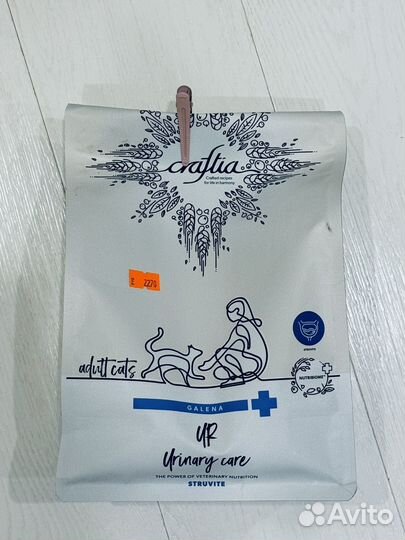 craftia
Crafted recipes
for life in harmony
E 2270
adult cats
NUTRIBIOME
GALENA
UR
Urinary care
THE POWER OF VETERINARY NUTRITION
STRUVITE
Avito